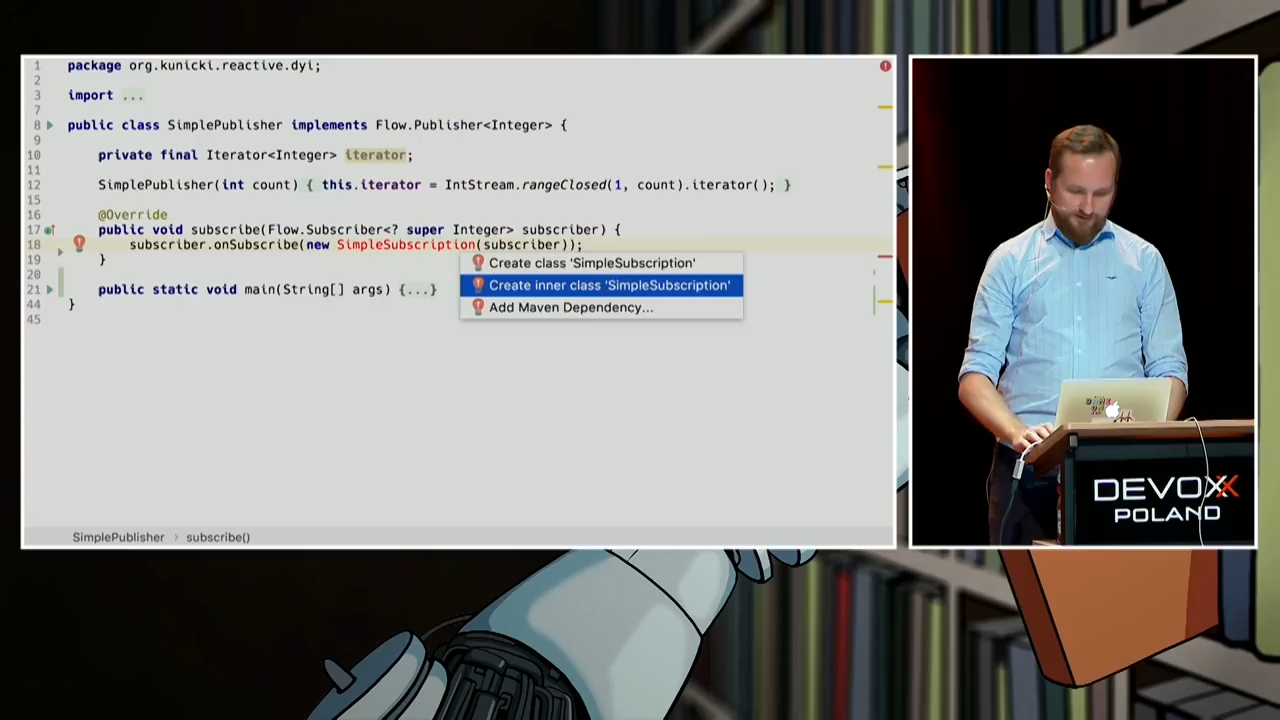 1 package org.kunicki.reactive.dyi;
2
3 import ...
7
8 public class SimplePublisher implements Flow.Publisher<Integer> {
9
10 private final Iterator<Integer> iterator;
11
12 SimplePublisher(int count) { this.iterator = IntStream.rangeClosed(1, count).iterator(); }
15
16 @Override
17 public void subscribe(Flow.Subscriber<? super Integer> subscriber) {
18 subscriber.onSubscribe(new SimpleSubscription(subscriber));
19 }
20
21 public static void main(String[] args) {...}
44 }
45
Create class 'SimpleSubscription'
Create inner class 'SimpleSubscription'
Add Maven Dependency...
SimplePublisher › subscribe()
DEVOXX
POLAND